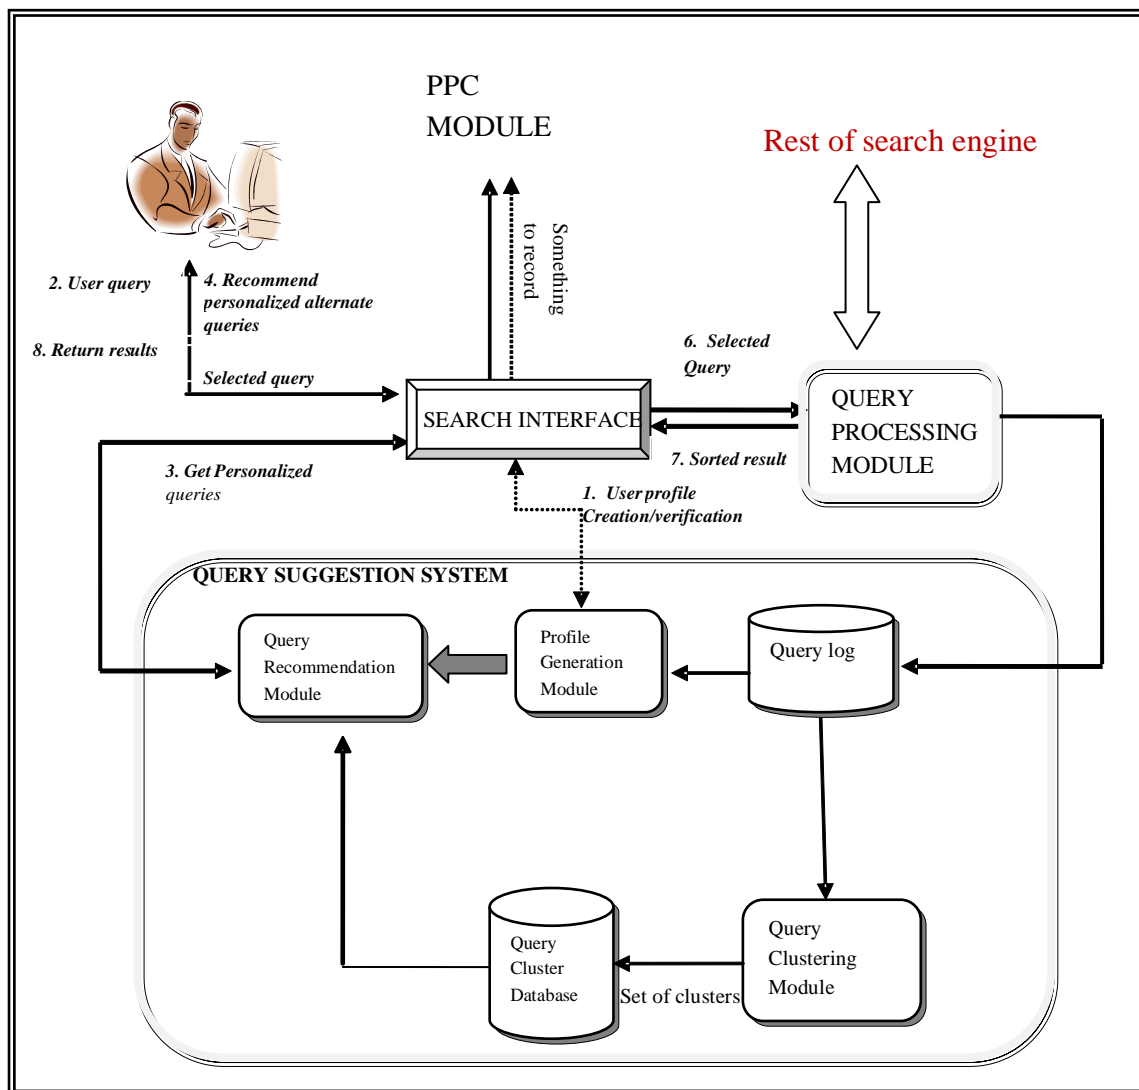 PPC
MODULE
Rest of search engine
Something
to record
2. User query
4. Recommend
personalized alternate
queries
8. Return results
Selected query
6. Selected
Query
SEARCH INTERFACE
QUERY
PROCESSING
MODULE
7. Sorted result
3. Get Personalized
queries
1. User profile
Creation/verification
QUERY SUGGESTION SYSTEM
Query
Recommendation
Module
Profile
Generation
Module
Query log
Query
Cluster
Database
Set of clusters
Query
Clustering
Module